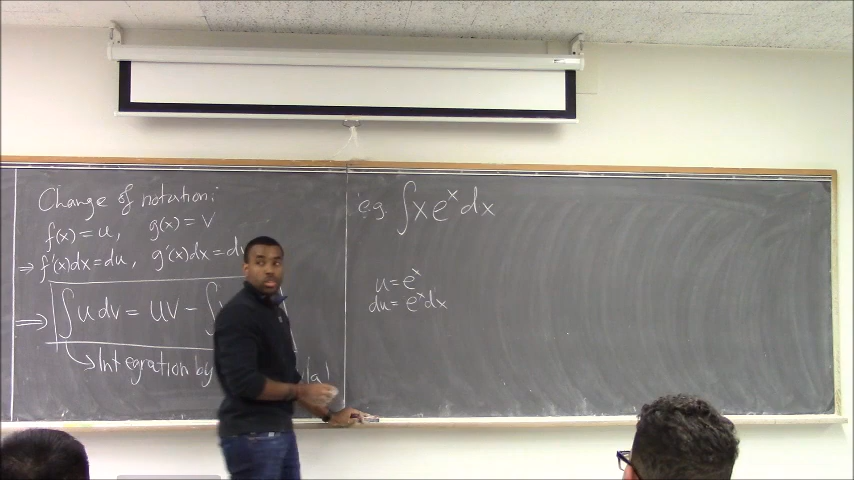 Change of notation:
f(x) = u, g(x) = v
⇒ f'(x)dx = du, g'(x)dx = dv
⇒ ∫u dv = uv - ∫
Integration by
e.g. ∫xe^x dx
u = e^x
du = e^x dx